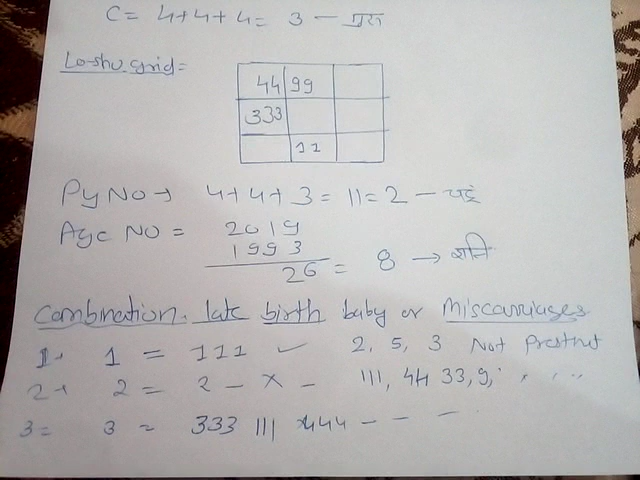 C = 4+4+4= 3 – गुरु
Lo-shu grid=
44 99
333
11
Py No → 4+4+3 = 11=2 – चंद्र
Age No = 2019
1993
26 = 8 → शनि
Combination. late birth baby or Miscarriages
1. 1 = 111 ✓ 2, 5, 3 Not Presnt
2. 2 = 2 – × – 111, 44 33, 9,
3= 3 = 333 111 444 – – –